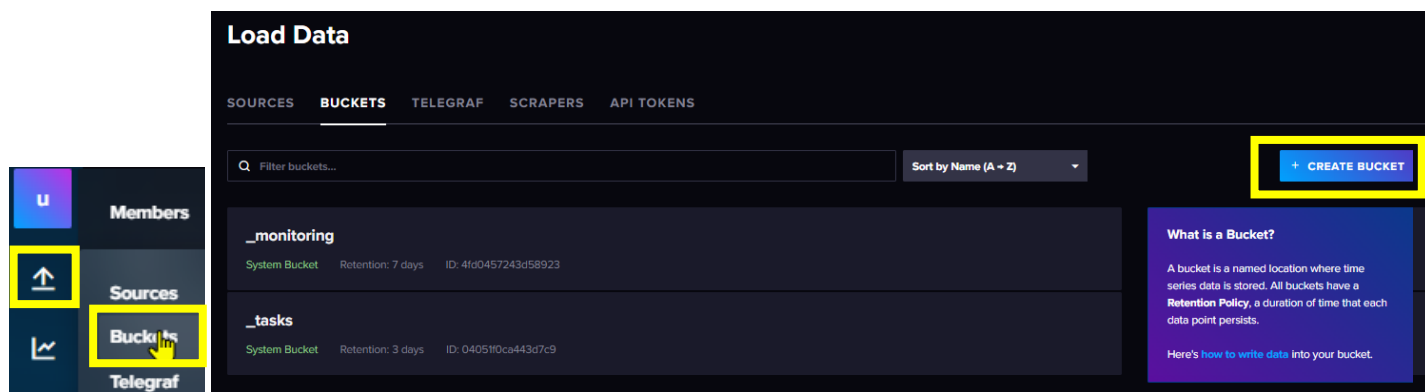 u
Members
Sources
Buckets
Telegraf
Load Data
SOURCES BUCKETS TELEGRAF SCRAPERS API TOKENS
Filter buckets...
Sort by Name (A → Z)
+ CREATE BUCKET
_monitoring
System Bucket Retention: 7 days ID: 4fd0457243d58923
_tasks
System Bucket Retention: 3 days ID: 04051f0ca443d7c9
What is a Bucket?
A bucket is a named location where time
series data is stored. All buckets have a
Retention Policy, a duration of time that each
data point persists.
Here's how to write data into your bucket.